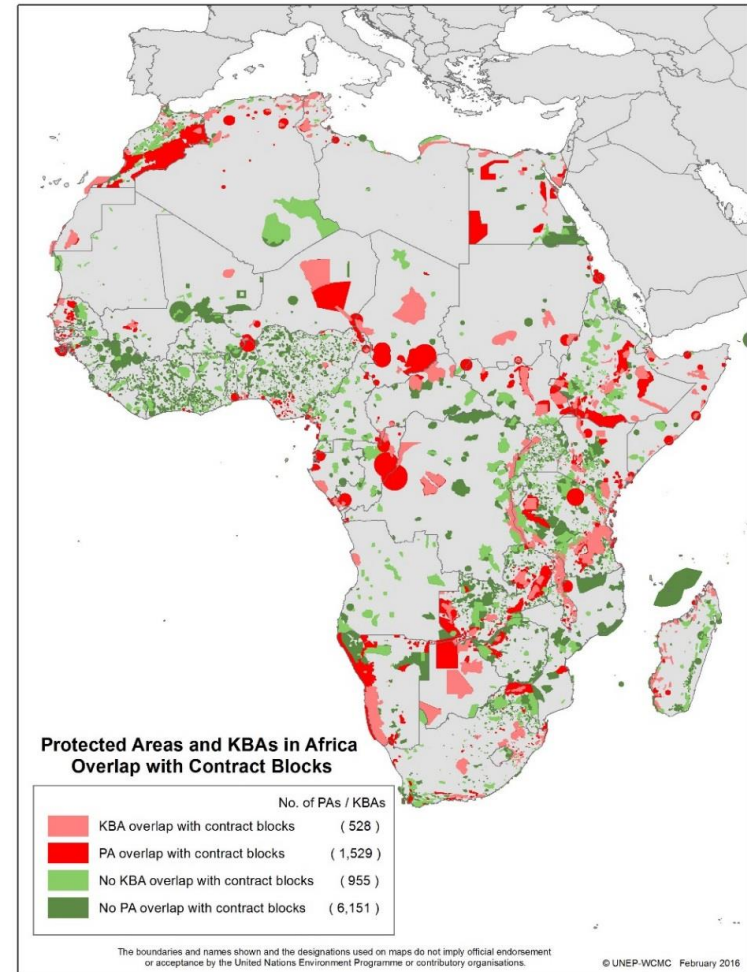 Protected Areas and KBAs in Africa
Overlap with Contract Blocks
No. of PAs / KBAs
KBA overlap with contract blocks ( 528 )
PA overlap with contract blocks ( 1,529 )
No KBA overlap with contract blocks ( 955 )
No PA overlap with contract blocks ( 6,151 )
The boundaries and names shown and the designations used on maps do not imply official endorsement
or acceptance by the United Nations Environment Programme or contributory organisations.
© UNEP-WCMC February 2016